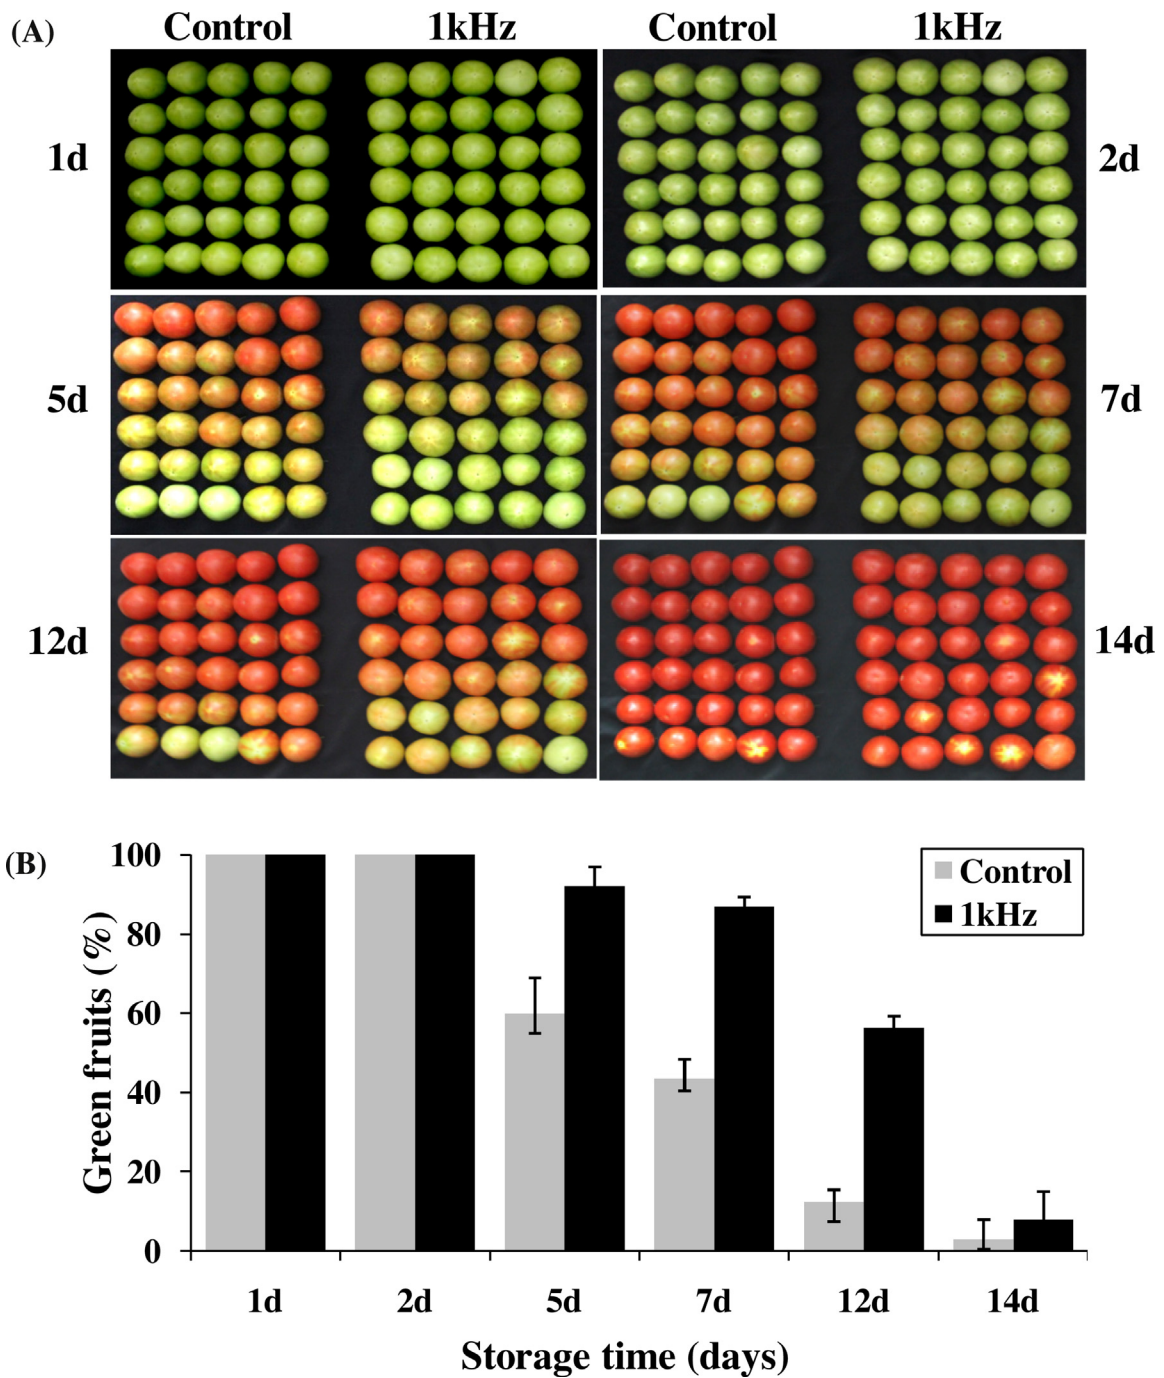 (A)
Control 1kHz Control 1kHz
1d 2d
5d 7d
12d 14d
(B)
Green fruits (%)
100
80
60
40
20
0
Control
1kHz
1d 2d 5d 7d 12d 14d
Storage time (days)